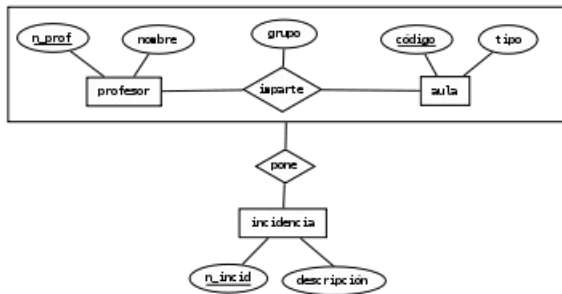 n_prof
nombre
grupo
código
tipo
profesor
imparte
aula
pone
incidencia
n_incid
descripción